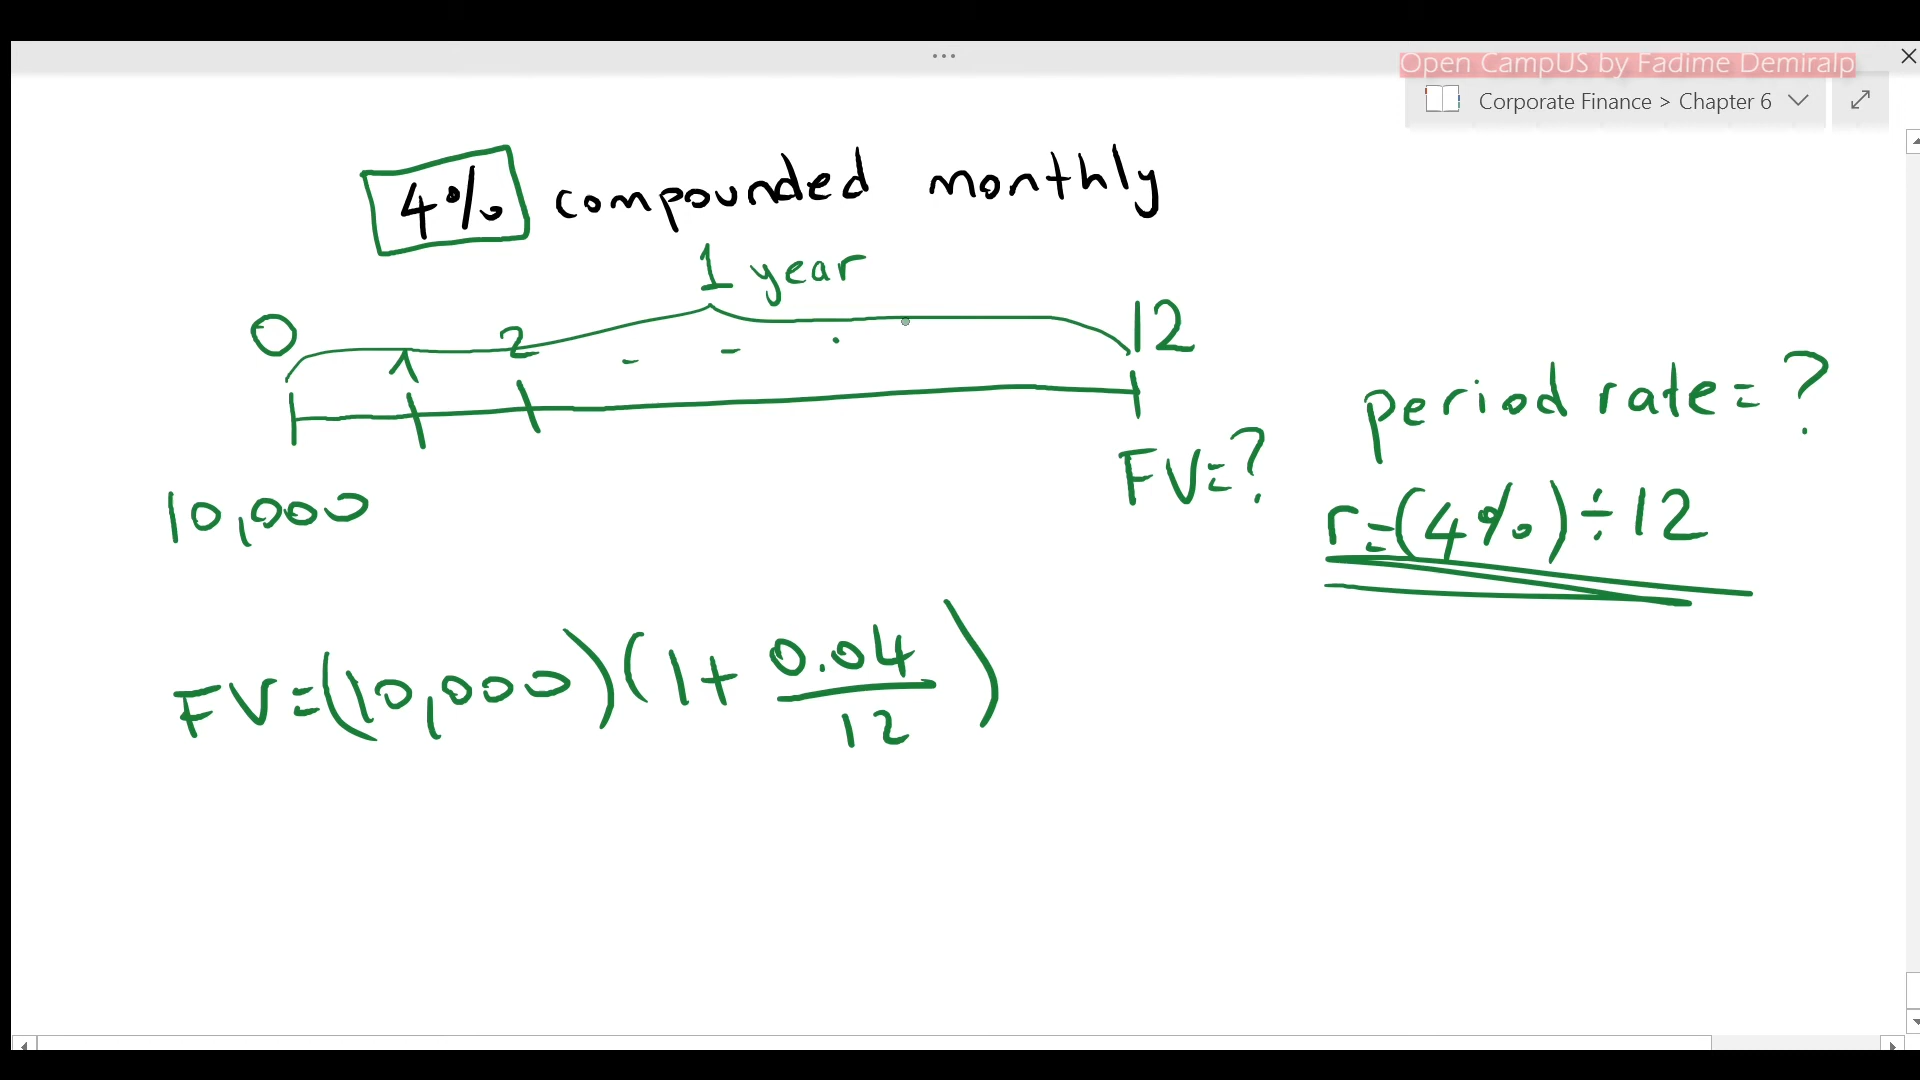 Open CampUS by Fadime Demiralp
Corporate Finance > Chapter 6
4% compounded monthly
1 year
0 1 2 - - . 12
10,000
FV=?
period rate=?
r=(4%)÷12
FV=(10,000)(1+ 0.04/12)